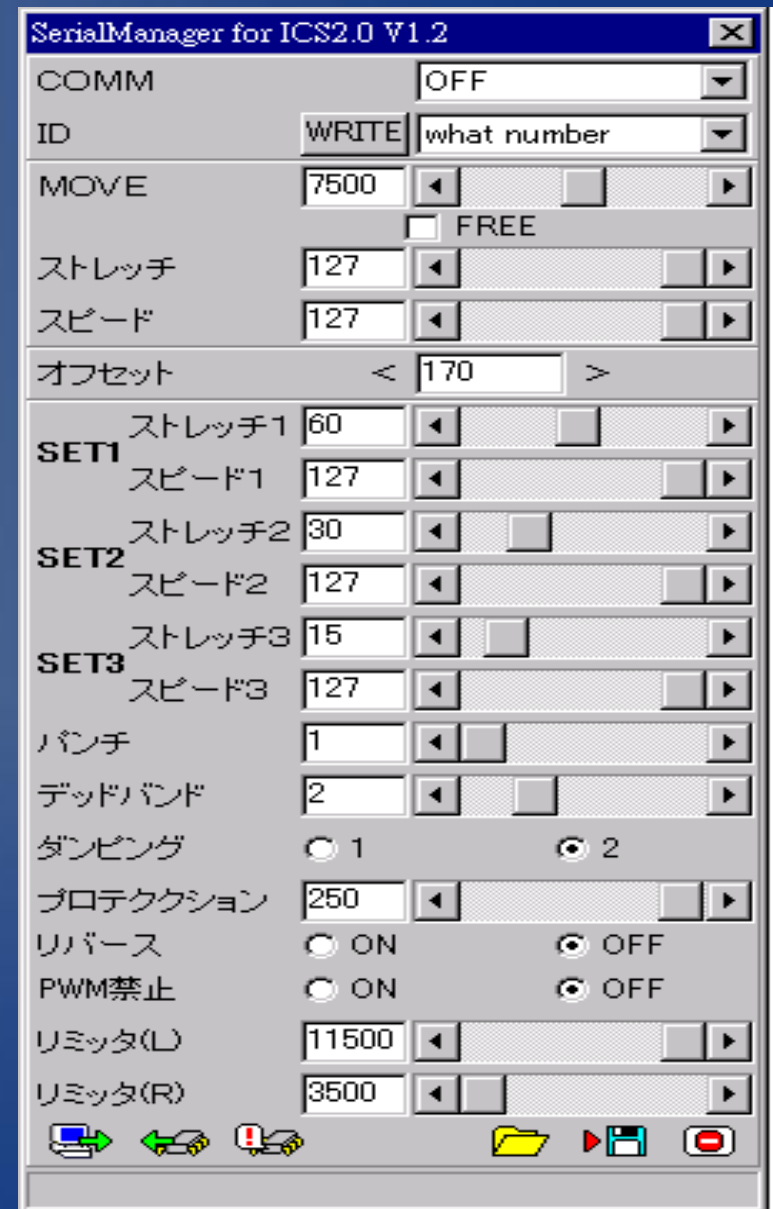 SerialManager for ICS2.0 V1.2
COMM OFF
ID WRITE what number
MOVE 7500
FREE
ストレッチ 127
スピード 127
オフセット < 170 >
SET1
ストレッチ1 60
スピード1 127
SET2
ストレッチ2 30
スピード2 127
SET3
ストレッチ3 15
スピード3 127
パンチ 1
デッドバンド 2
ダンピング 1 2
プロテククション 250
リバース ON OFF
PWM禁止 ON OFF
リミッタ(L) 11500
リミッタ(R) 3500